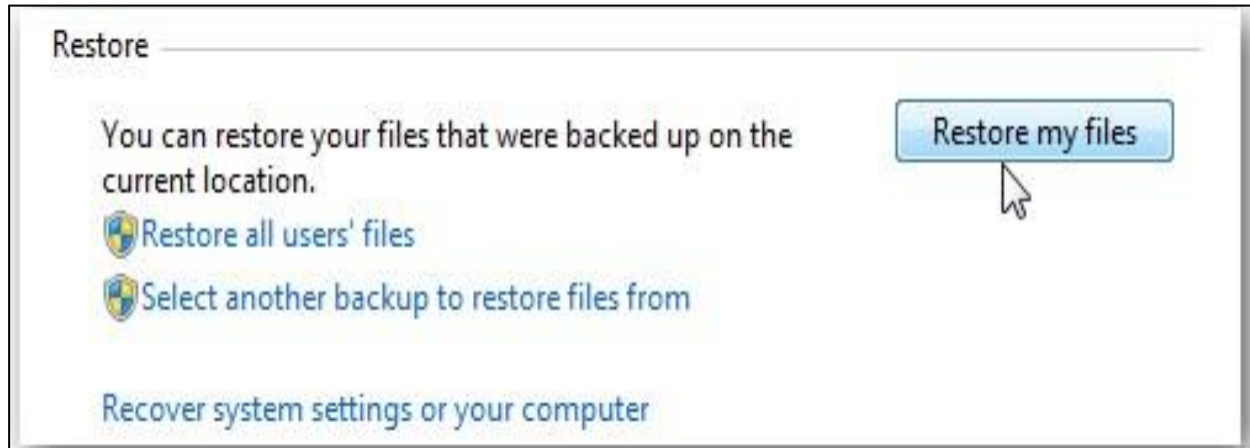 Restore
You can restore your files that were backed up on the
current location.
Restore my files
Restore all users' files
Select another backup to restore files from
Recover system settings or your computer